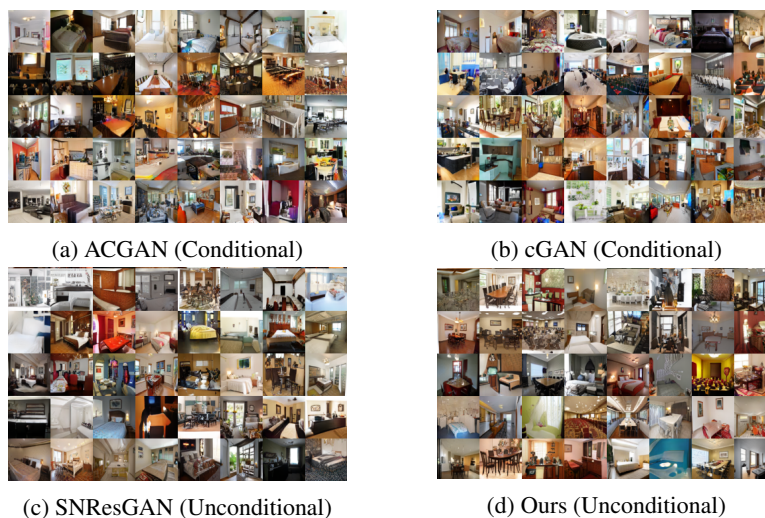 (a) ACGAN (Conditional)
(b) cGAN (Conditional)
(c) SNResGAN (Unconditional)
(d) Ours (Unconditional)